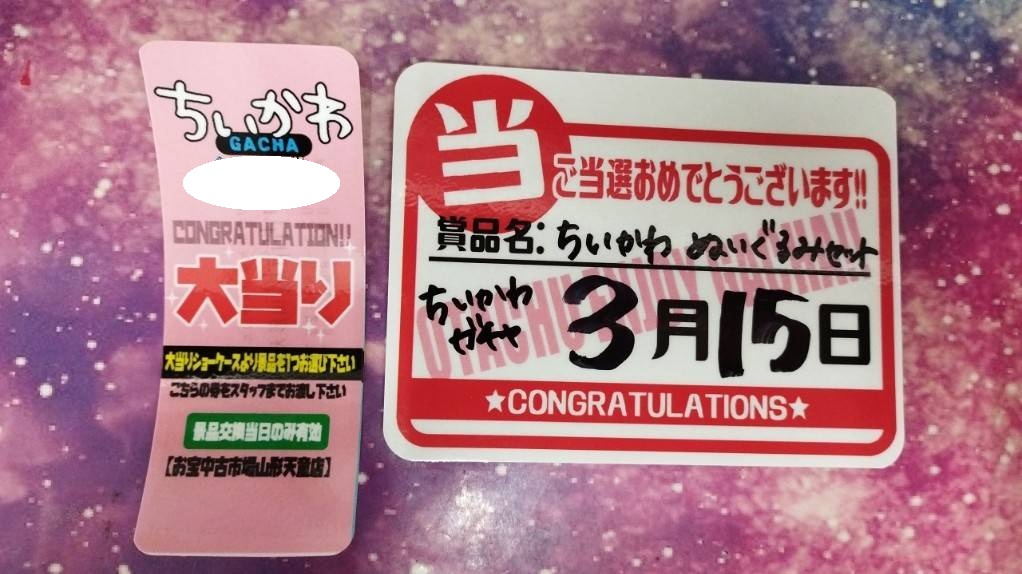 ちいかわ
GACHA
CONGRATULATION!!
大当り
大当りショーケースより景品を1つお選び下さい
こちらの券をスタッフまでお渡し下さい
景品交換当日のみ有効
【お宝中古市場山形天童店】
当
ご当選おめでとうございます!!
賞品名:ちいかわ ぬいぐるみセット
ちいかわ
ガチャ
3月15日
★CONGRATULATIONS★